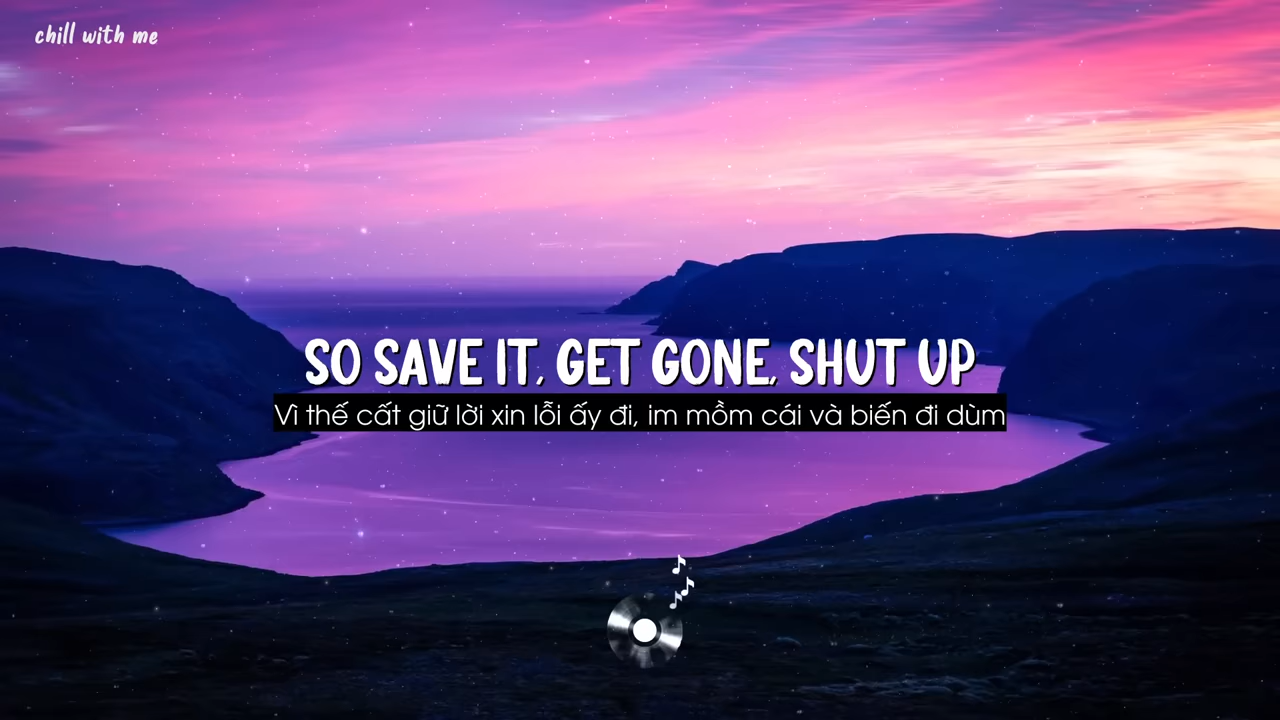 chill with me
SO SAVE IT, GET GONE, SHUT UP
Vì thế cất giữ lời xin lỗi ấy đi, im mồm cái và biến đi dùm